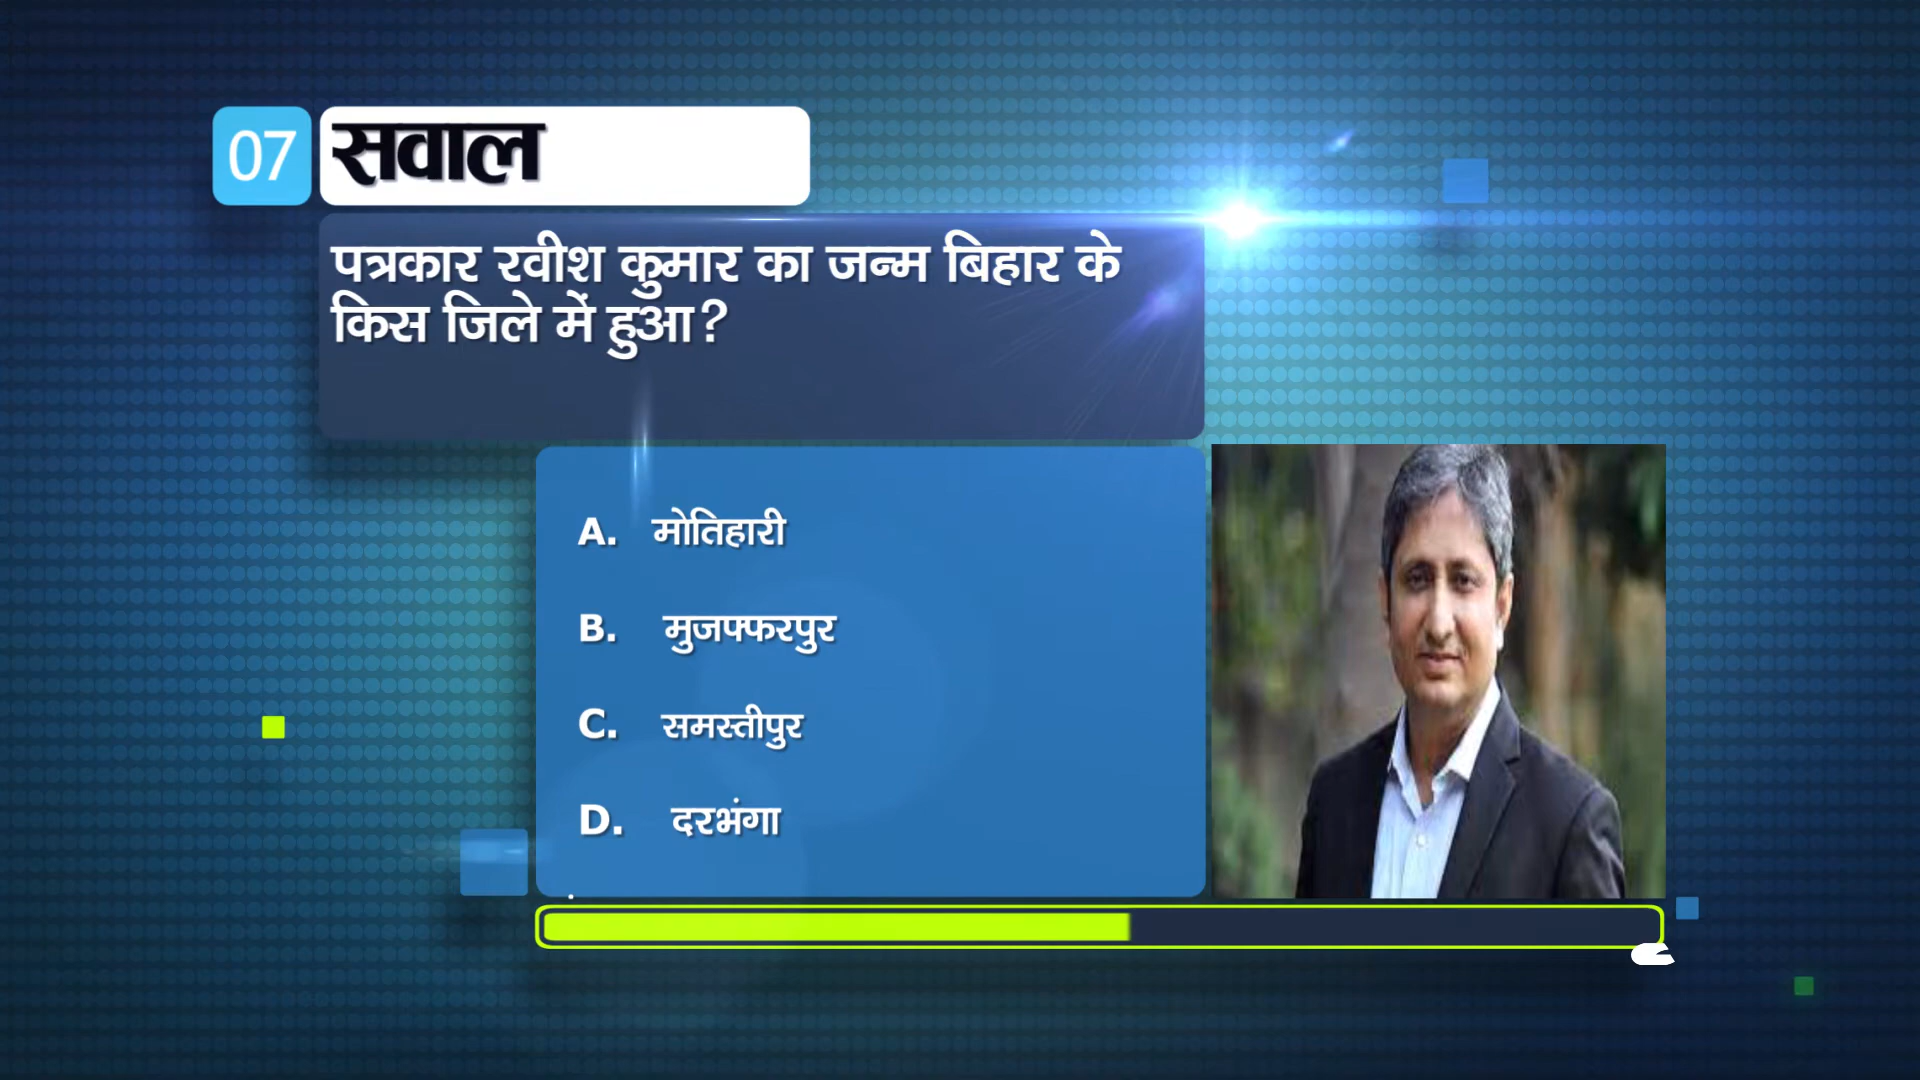 07 सवाल
पत्रकार रवीश कुमार का जन्म बिहार के
किस जिले में हुआ?
A. मोतिहारी
B. मुजफ्फरपुर
C. समस्तीपुर
D. दरभंगा